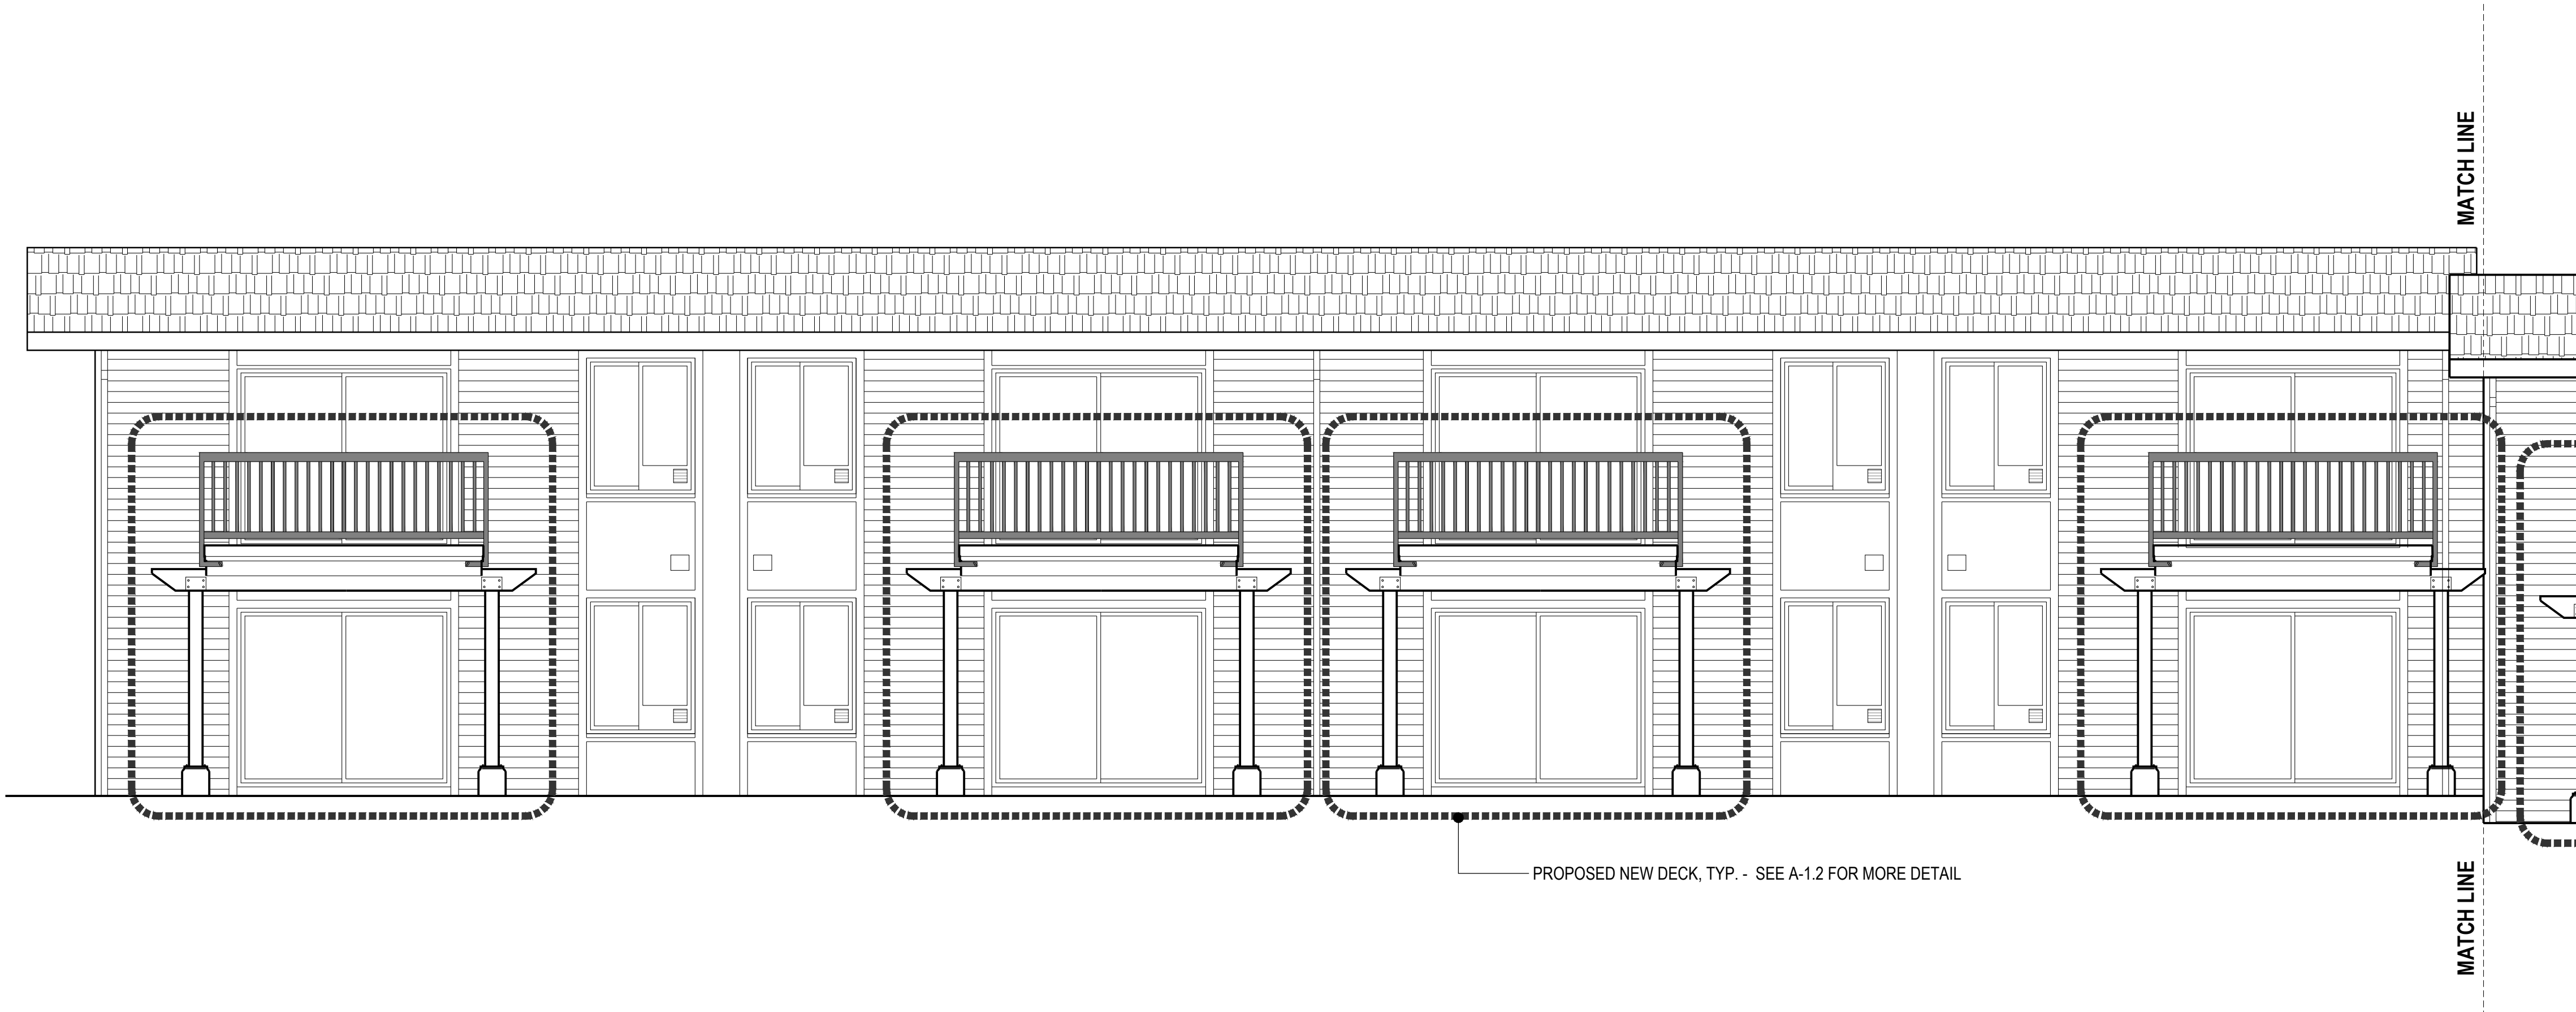 MATCH LINE
PROPOSED NEW DECK, TYP. - SEE A-1.2 FOR MORE DETAIL
MATCH LINE